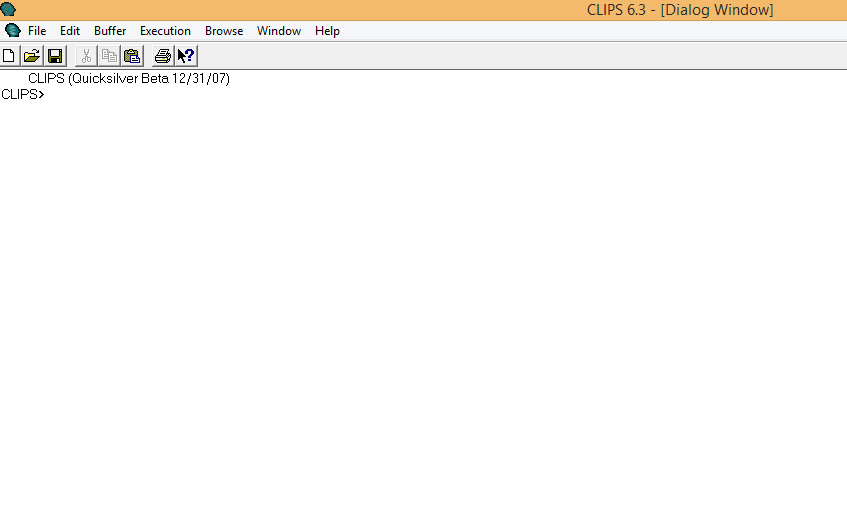 CLIPS 6.3 - [Dialog Window]
File Edit Buffer Execution Browse Window Help
CLIPS (Quicksilver Beta 12/31/07)
CLIPS>